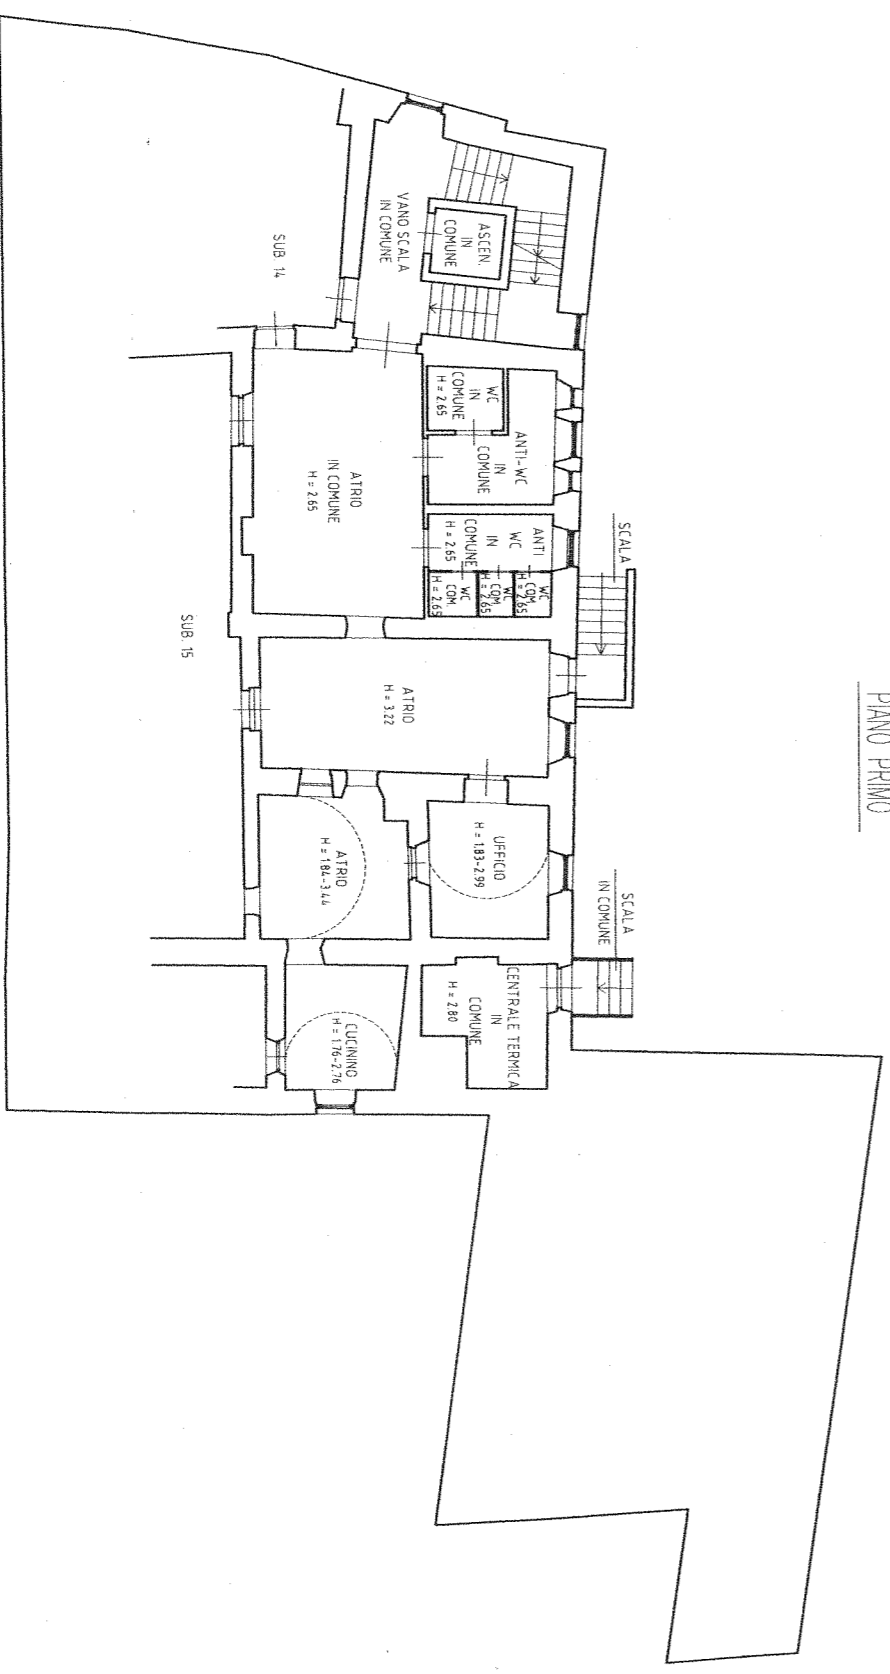 PIANO PRIMO
SCALA
SCALA
IN COMUNE
ASCEN.
IN
COMUNE
VANO SCALA
IN COMUNE
SUB. 14
WC
IN
COMUNE
H = 2.65
ANTI-WC
IN
COMUNE
ANTI
WC
IN
COMUNE
H = 2.65
WC
COM.
H = 2.65
WC
COM.
H = 2.65
WC
COM.
H = 2.65
ATRIO
IN COMUNE
H = 2.65
SUB. 15
ATRIO
H = 3.22
UFFICIO
H = 1.83-2.99
ATRIO
H = 1.84-3.44
CENTRALE TERMICA
IN
COMUNE
H = 2.80
CUCININO
H = 1.76-2.76